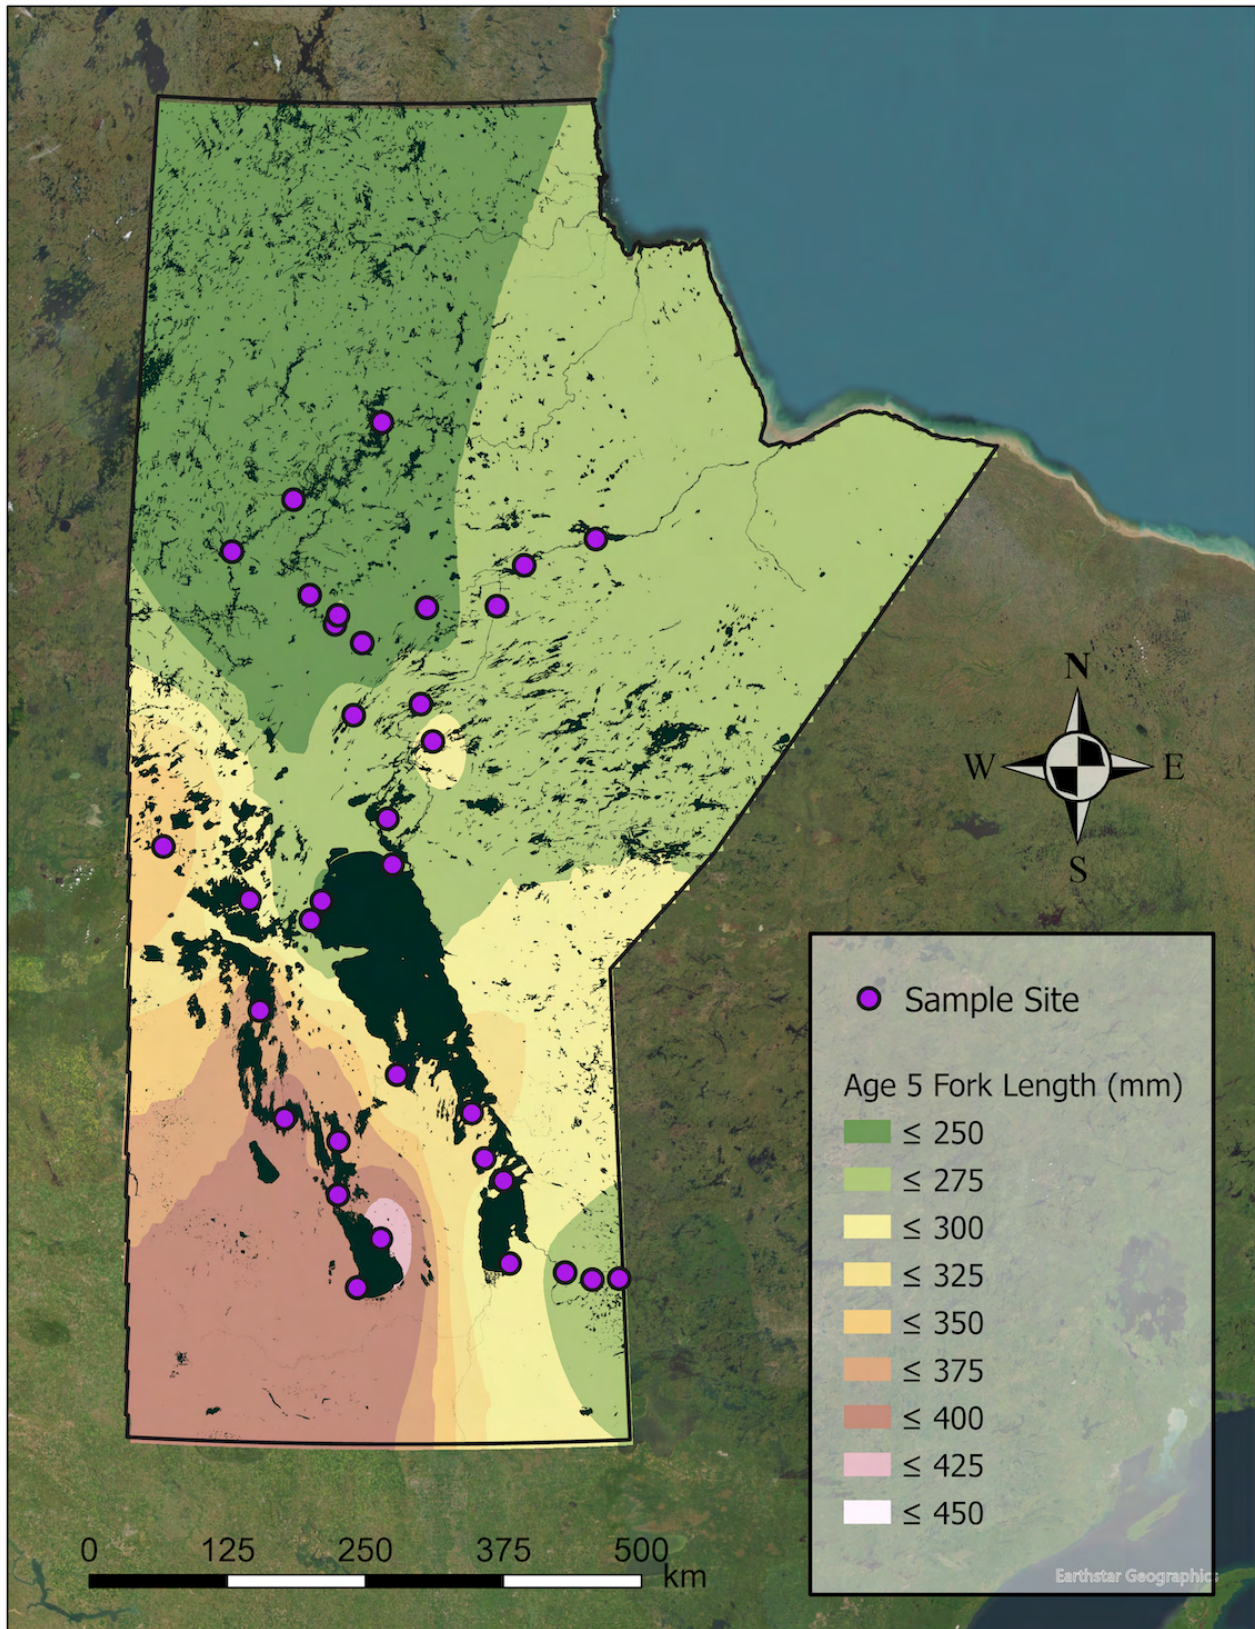 N
W E
S
Sample Site
Age 5 Fork Length (mm)
≤ 250
≤ 275
≤ 300
≤ 325
≤ 350
≤ 375
≤ 400
≤ 425
≤ 450
0 125 250 375 500
km
Earthstar Geographics